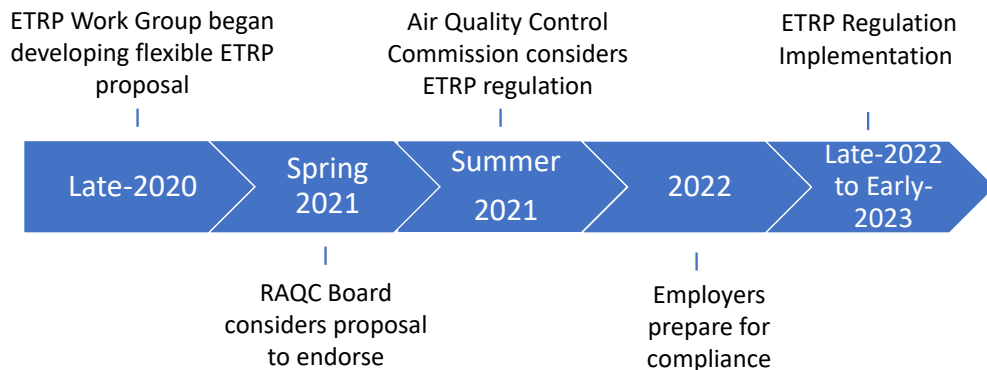 ETRP Work Group began
developing flexible ETRP
proposal
Air Quality Control
Commission considers
ETRP regulation
ETRP Regulation
Implementation
Late-2020
Spring
2021
Summer
2021
2022
Late-2022
to Early-
2023
RAQC Board
considers proposal
to endorse
Employers
prepare for
compliance